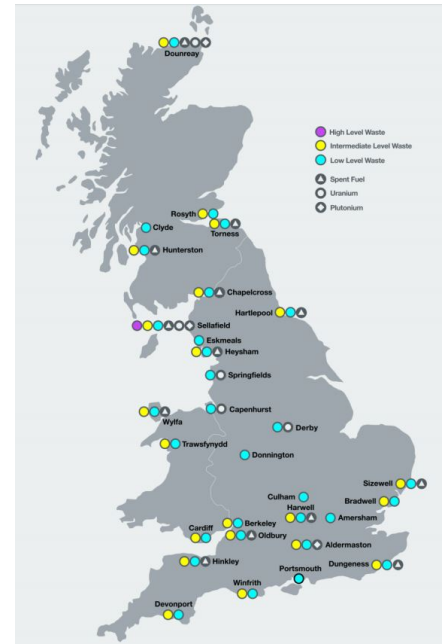 Dounreay
High Level Waste
Intermediate Level Waste
Low Level Waste
Spent Fuel
Uranium
Plutonium
Rosyth
Clyde
Torness
Hunterston
Chapelcross
Hartlepool
Sellafield
Eskmeals
Heysham
Springfields
Capenhurst
Wylfa
Derby
Trawsfynydd
Donnington
Sizewell
Culham
Bradwell
Harwell
Amersham
Berkeley
Cardiff
Oldbury
Aldermaston
Hinkley
Portsmouth
Dungeness
Winfrith
Devonport